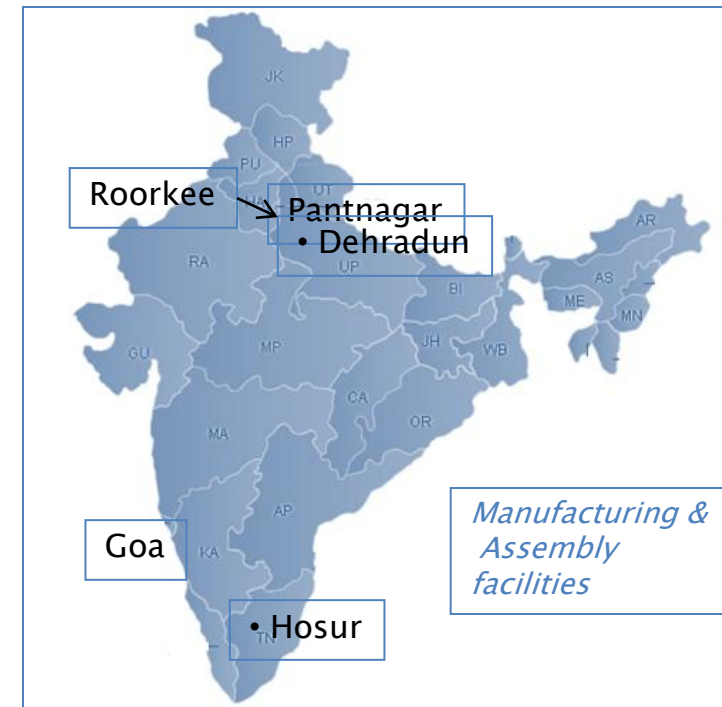 JK
HP
PU
UT
Roorkee
Pantnagar
• Dehradun
RA
UP
AR
AS
BI
ME
MN
GU
MP
JH
WB
CA
OR
MA
Manufacturing &
Assembly
facilities
AP
Goa
KA
• Hosur
TN